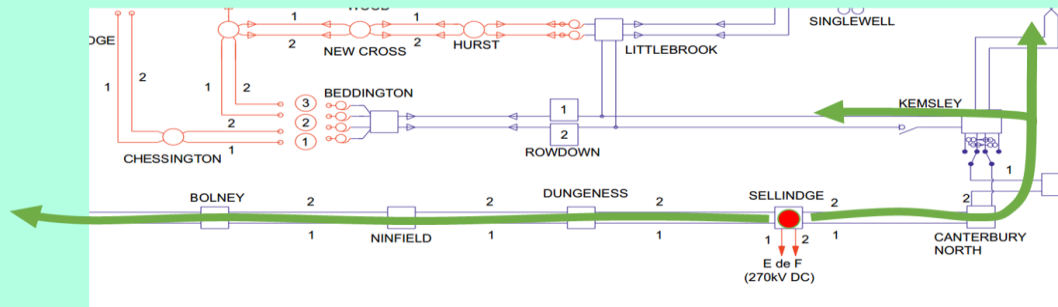 WOOD
1
1
SINGLEWELL
DGE
2
NEW CROSS
2
HURST
LITTLEBROOK
1
2
1
2
3
BEDDINGTON
KEMSLEY
1
2
2
2
1
1
ROWDOWN
CHESSINGTON
1
BOLNEY
2
2
DUNGENESS
2
SELLINDGE
2
2
1
NINFIELD
1
1
1
2
1
CANTERBURY
NORTH
E de F
(270kV DC)